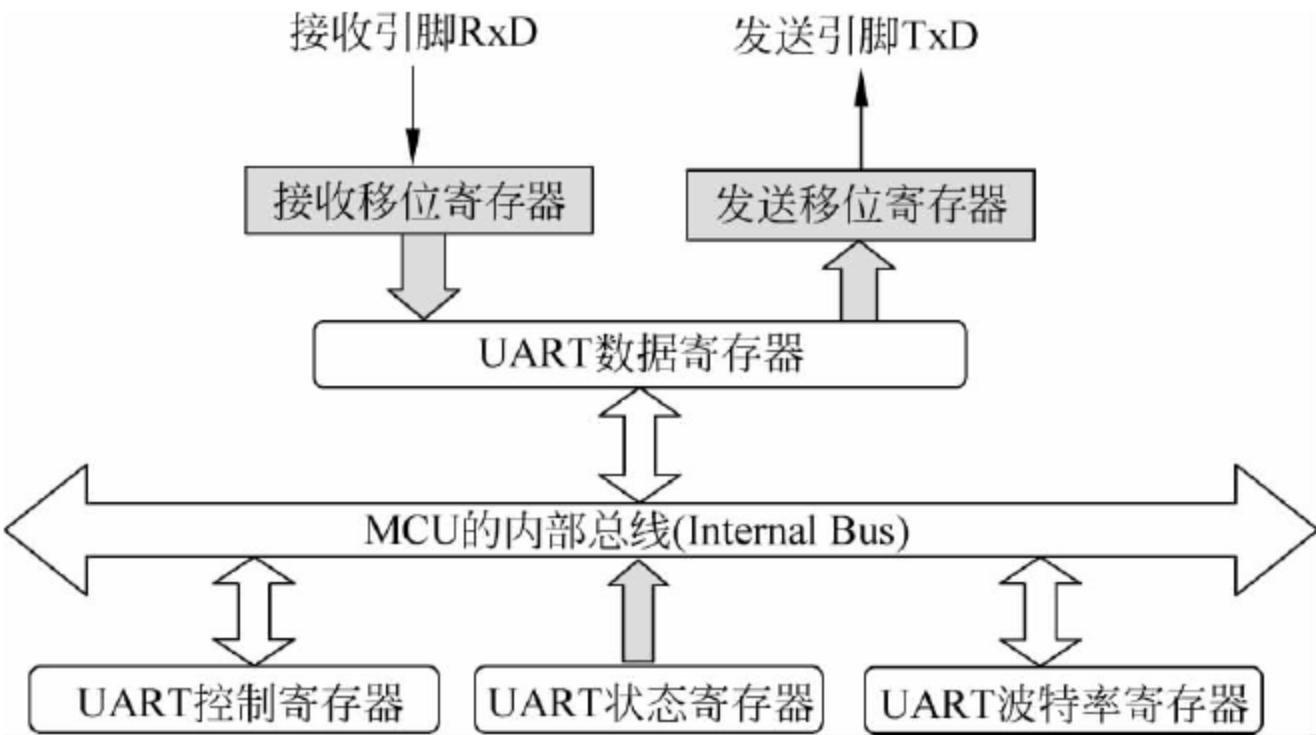 接收引脚RxD
发送引脚TxD
接收移位寄存器
发送移位寄存器
UART数据寄存器
MCU的内部总线(Internal Bus)
UART控制寄存器
UART状态寄存器
UART波特率寄存器